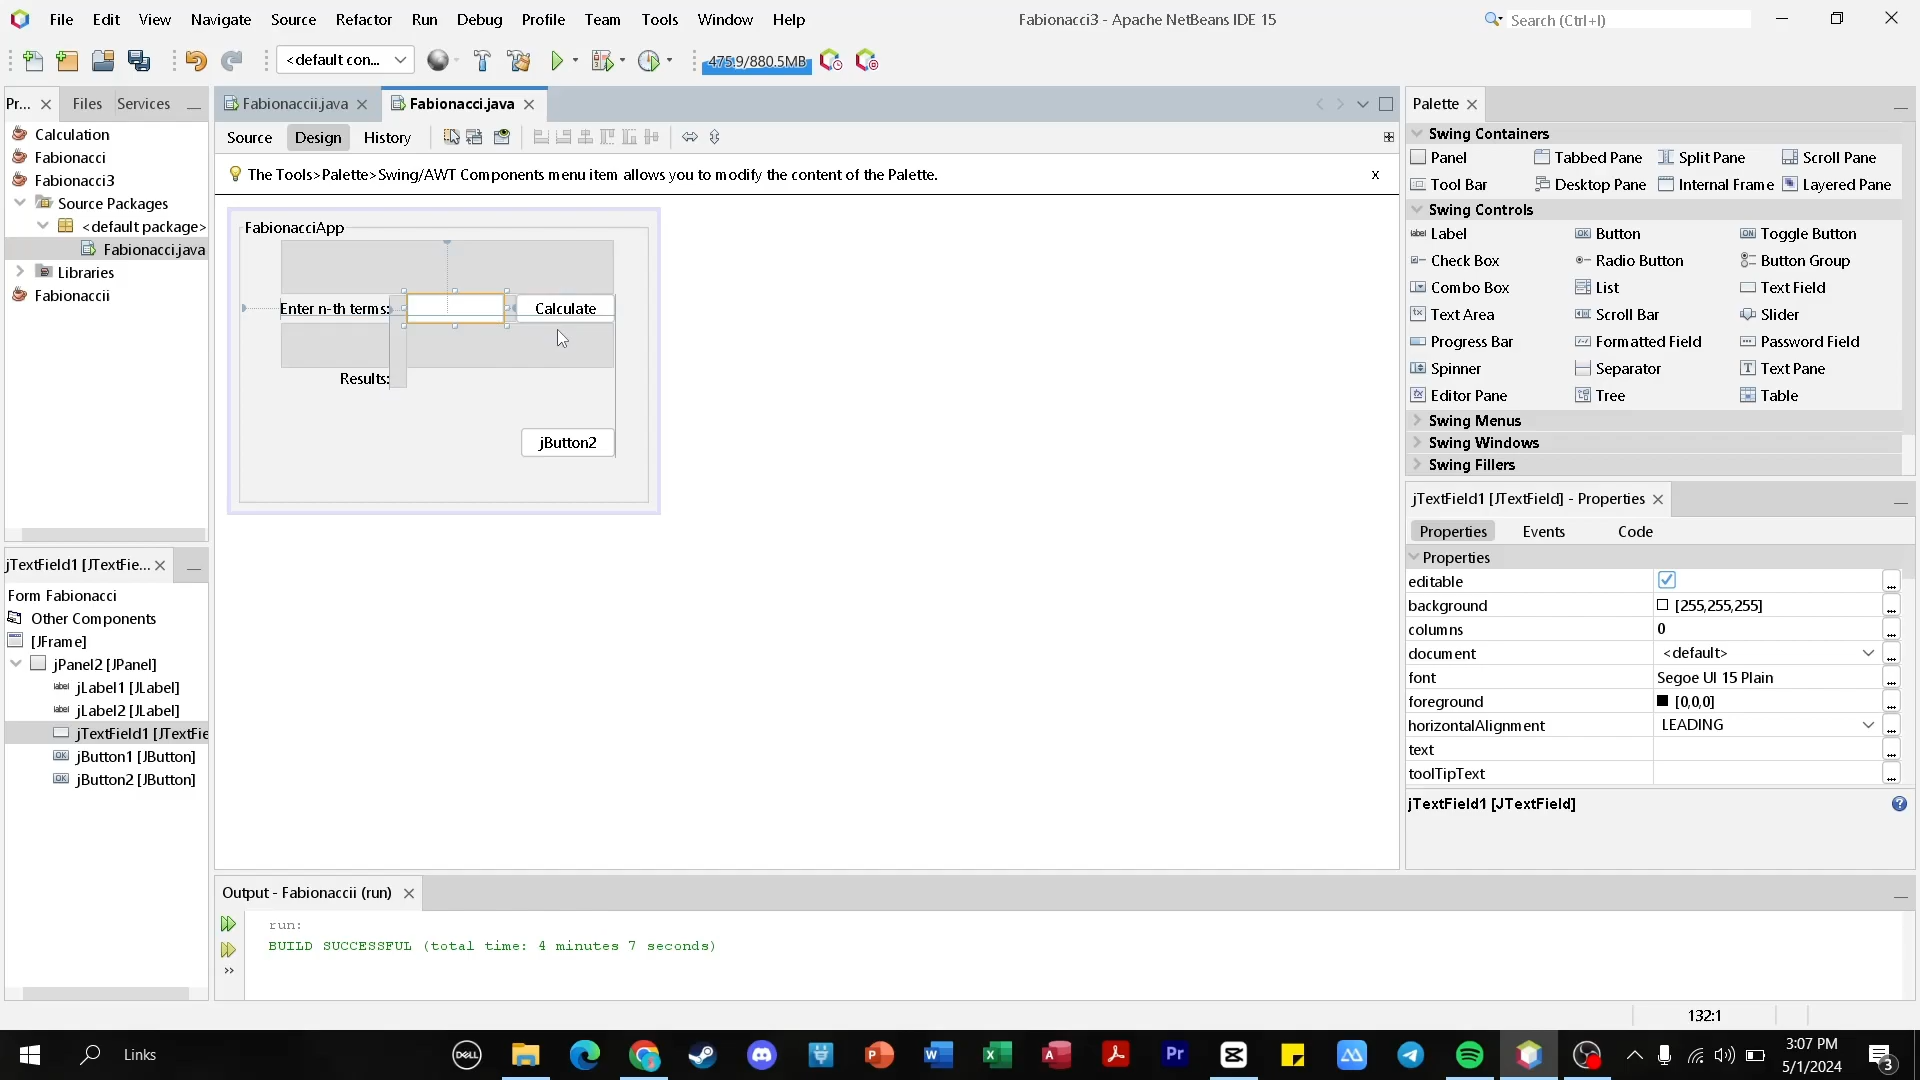 File Edit View Navigate Source Refactor Run Debug Profile Team Tools Window Help
Fabionacci3 - Apache NetBeans IDE 15
Search (Ctrl+I)
<default con...
475.9/880.5MB
Pr... Files Services
Calculation
Fabionacci
Fabionacci3
Source Packages
<default package>
Fabionacci.java
Libraries
Fabionaccii
Fabionaccii.java Fabionacci.java
Source Design History
The Tools>Palette>Swing/AWT Components menu item allows you to modify the content of the Palette.
x
FabionacciApp
Enter n-th terms: Calculate
Results:
jButton2
Palette
Swing Containers
Panel Tabbed Pane Split Pane Scroll Pane
Tool Bar Desktop Pane Internal Frame Layered Pane
Swing Controls
label Label OK Button ON Toggle Button
Check Box Radio Button Button Group
Combo Box List Text Field
Text Area Scroll Bar Slider
Progress Bar Formatted Field Password Field
Spinner Separator Text Pane
Editor Pane Tree Table
Swing Menus
Swing Windows
Swing Fillers
jTextField1 [JTextField] - Properties
Properties Events Code
Properties
editable ...
background [255,255,255] ...
columns 0 ...
document <default> ...
font Segoe UI 15 Plain ...
foreground [0,0,0] ...
horizontalAlignment LEADING ...
text ...
toolTipText ...
jTextField1 [JTextField] ?
jTextField1 [JTextFie...
Form Fabionacci
Other Components
[JFrame]
jPanel2 [JPanel]
label jLabel1 [JLabel]
label jLabel2 [JLabel]
jTextField1 [JTextFie
OK jButton1 [JButton]
OK jButton2 [JButton]
Output - Fabionaccii (run)
run:
BUILD SUCCESSFUL (total time: 4 minutes 7 seconds)
132:1
Links
DELL
3:07 PM
5/1/2024
3